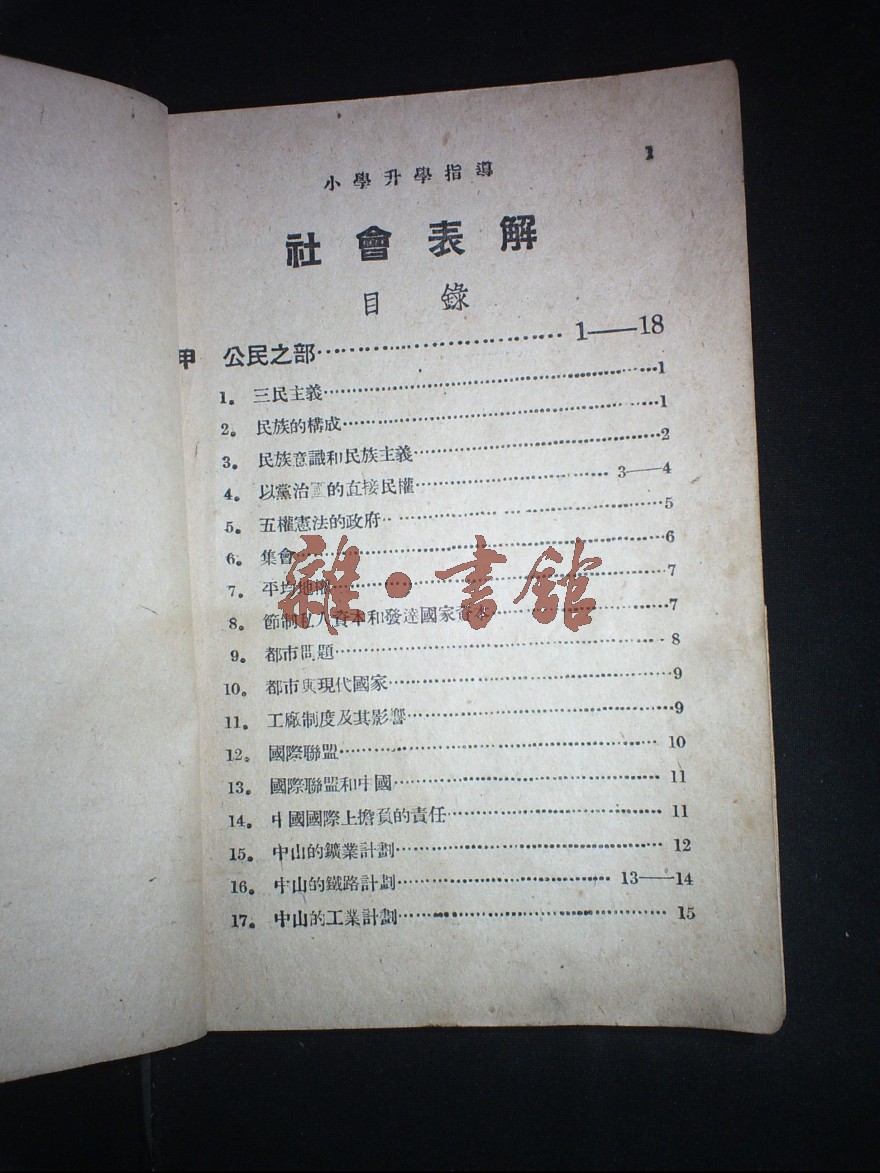 小學升學指導 1
社會表解
目錄
甲 公民之部 1——18
1. 三民主義 1
2. 民族的構成 1
3. 民族意識和民族主義 2
4. 以黨治國的直接民權 3——4
5. 五權憲法的政府 5
6. 集會 6
7. 平均地權 7
8. 節制私人資本和發達國家資本 7
9. 都市問題 8
10. 都市與現代國家 9
11. 工廠制度及其影響 9
12. 國際聯盟 10
13. 國際聯盟和中國 11
14. 中國國際上擔負的責任 11
15. 中山的鑛業計劃 12
16. 中山的鐵路計劃 13——14
17. 中山的工業計劃 15
雜·書館